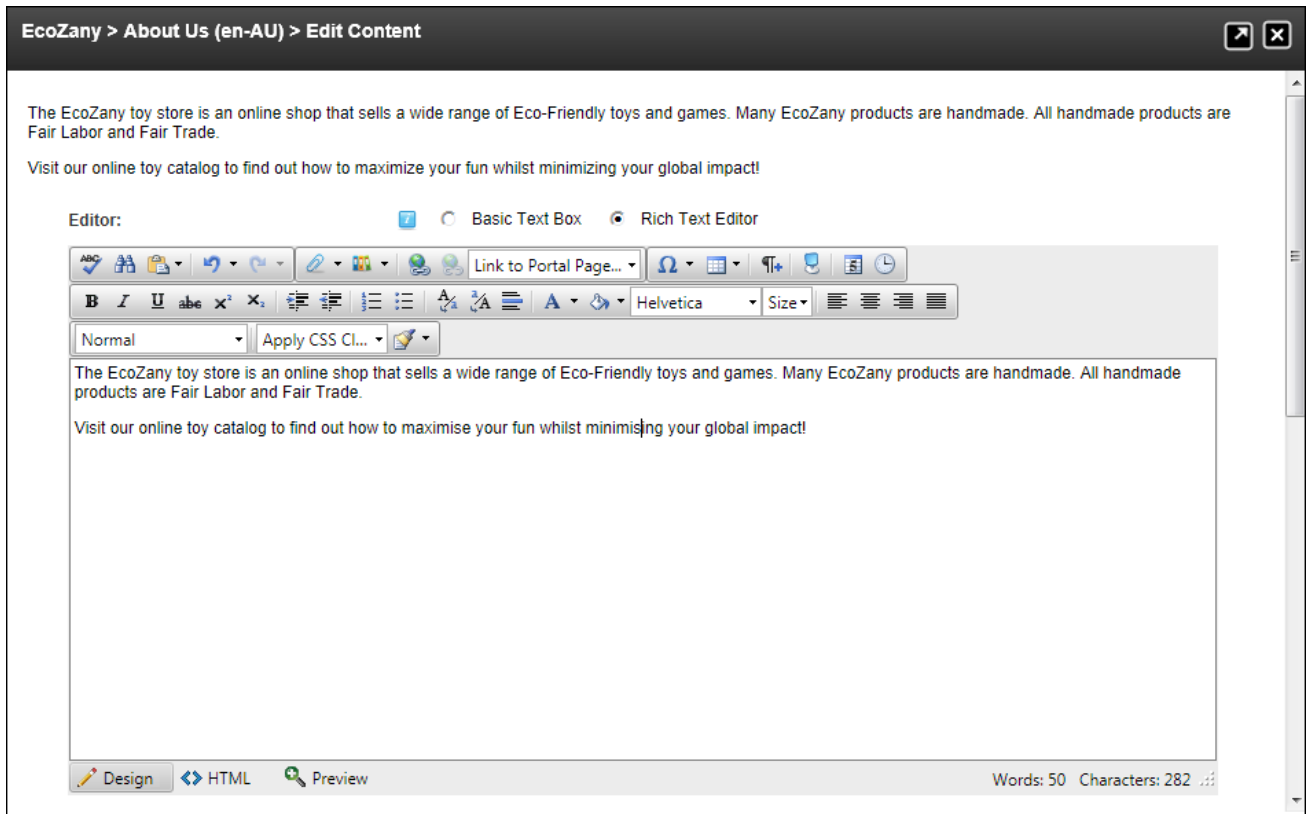 EcoZany > About Us (en-AU) > Edit Content
The EcoZany toy store is an online shop that sells a wide range of Eco-Friendly toys and games. Many EcoZany products are handmade. All handmade products are
Fair Labor and Fair Trade.
Visit our online toy catalog to find out how to maximize your fun whilst minimizing your global impact!
Editor: Basic Text Box Rich Text Editor
ABC Link to Portal Page... Ω ¶+ 5
B I U abc x² x₂ A Helvetica Size
Normal Apply CSS Cl...
The EcoZany toy store is an online shop that sells a wide range of Eco-Friendly toys and games. Many EcoZany products are handmade. All handmade
products are Fair Labor and Fair Trade.
Visit our online toy catalog to find out how to maximise your fun whilst minimising your global impact!
Design HTML Preview Words: 50 Characters: 282